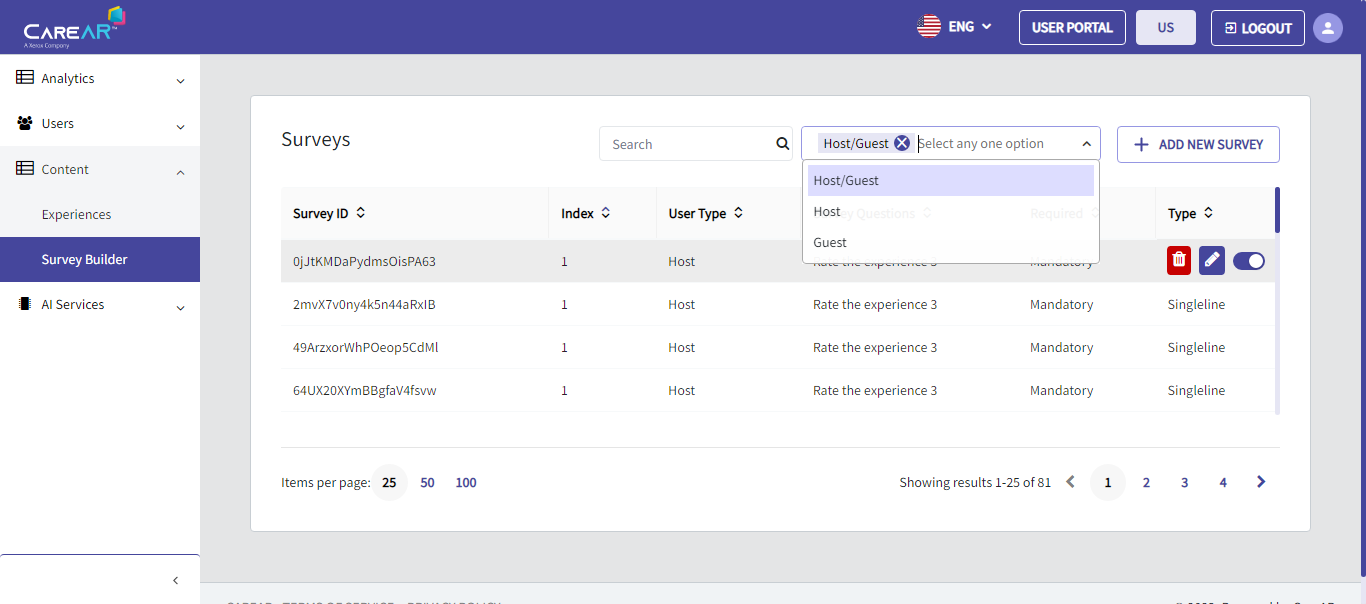 CAREAR™
A Xerox Company
ENG
USER PORTAL
US
LOGOUT
Analytics
Users
Content
Experiences
Survey Builder
AI Services
Surveys
Search
Host/Guest
Select any one option
ADD NEW SURVEY
Host/Guest
Host
Guest
Survey ID Index User Type Survey Questions Required Type
0jJtKMDaPydmsOisPA63 1 Host Rate the experience 3 Mandatory
2mvX7v0ny4k5n44aRxIB 1 Host Rate the experience 3 Mandatory Singleline
49ArzxorWhPOeop5CdMl 1 Host Rate the experience 3 Mandatory Singleline
64UX20XYmBBgfaV4fsvw 1 Host Rate the experience 3 Mandatory Singleline
Items per page: 25 50 100
Showing results 1-25 of 81 1 2 3 4